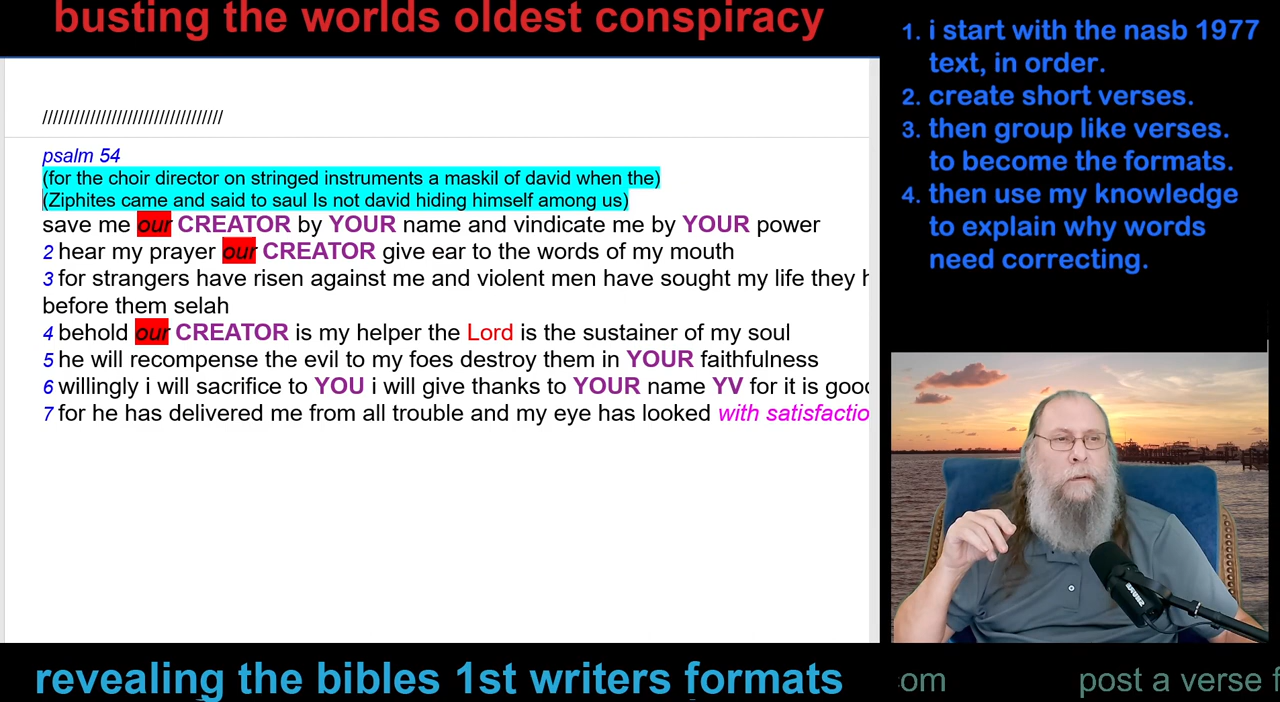 busting the worlds oldest conspiracy
//////////////////////////////////
psalm 54
(for the choir director on stringed instruments a maskil of david when the)
(Ziphites came and said to saul Is not david hiding himself among us)
save me our CREATOR by YOUR name and vindicate me by YOUR power
2 hear my prayer our CREATOR give ear to the words of my mouth
3 for strangers have risen against me and violent men have sought my life they
before them selah
4 behold our CREATOR is my helper the Lord is the sustainer of my soul
5 he will recompense the evil to my foes destroy them in YOUR faithfulness
6 willingly i will sacrifice to YOU i will give thanks to YOUR name YV for it is
7 for he has delivered me from all trouble and my eye has looked with
revealing the bibles 1st writers formats
1. i start with the nasb 1977
text, in order.
2. create short verses.
3. then group like verses.
to become the formats.
4. then use my knowledge
to explain why words
need correcting.
om post a verse